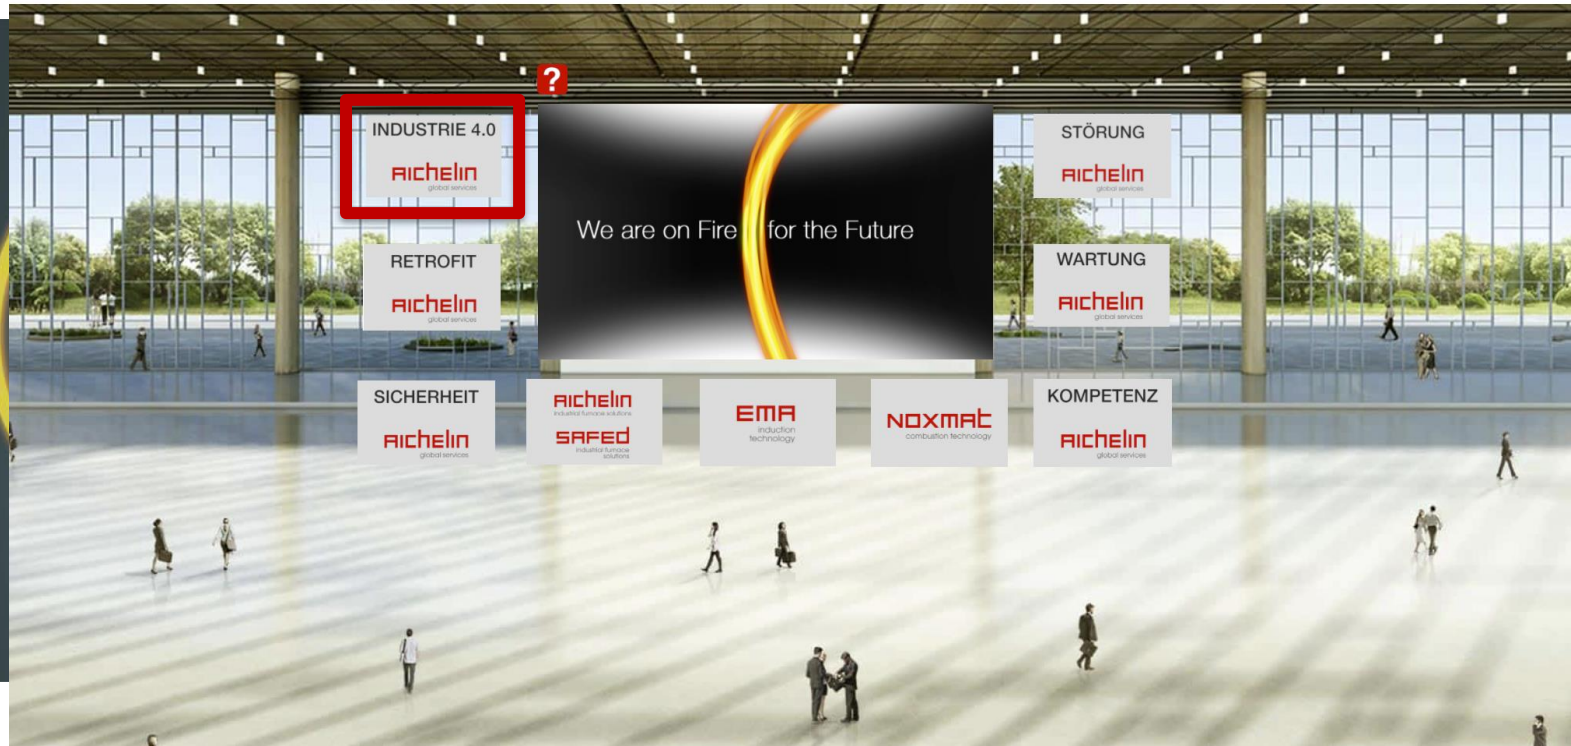 ?
INDUSTRIE 4.0
AICHELIN
global services
We are on Fire for the Future
STÖRUNG
AICHELIN
global services
RETROFIT
AICHELIN
global services
WARTUNG
AICHELIN
global services
SICHERHEIT
AICHELIN
global services
AICHELIN
industrial furnace solutions
SAFED
industrial furnace
solutions
EMA
induction
technology
NOXMAT
combustion technology
KOMPETENZ
AICHELIN
global services